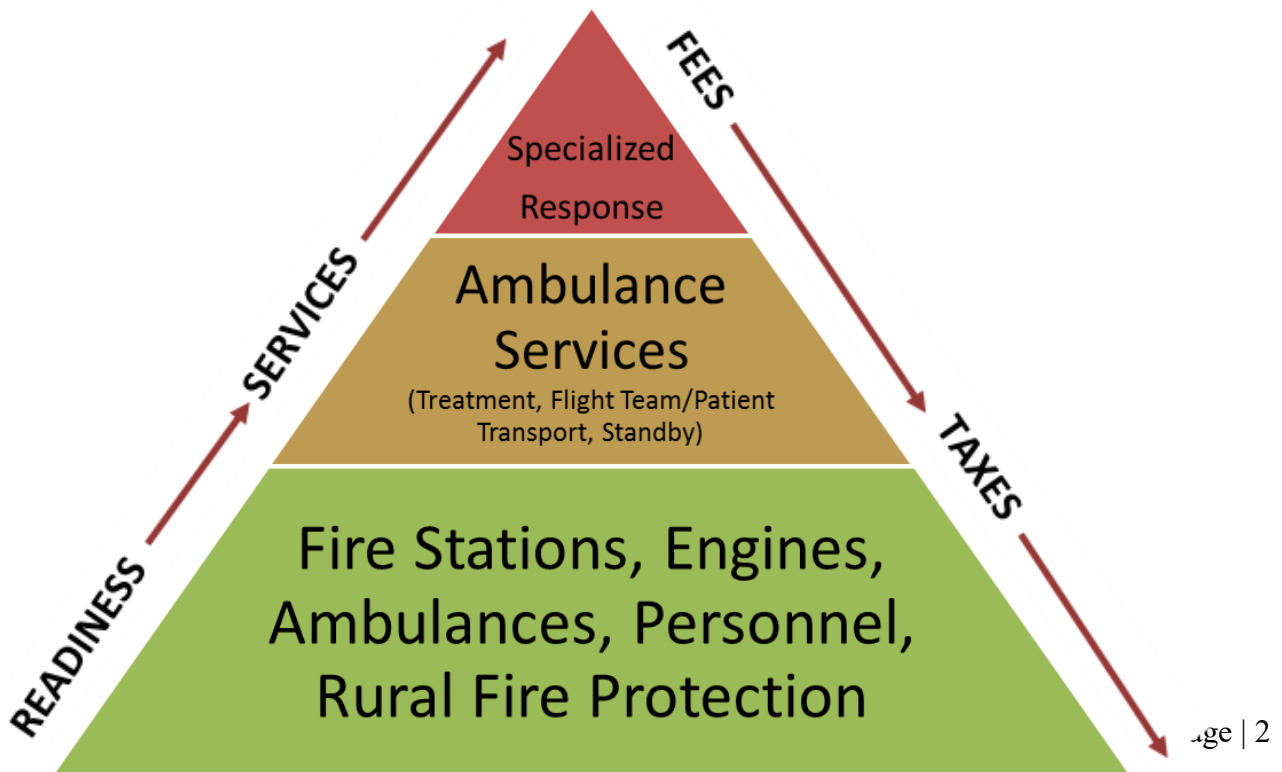 FEES
Specialized
Response
SERVICES
Ambulance
Services
(Treatment, Flight Team/Patient
Transport, Standby)
TAXES
READINESS
Fire Stations, Engines,
Ambulances, Personnel,
Rural Fire Protection
| 2